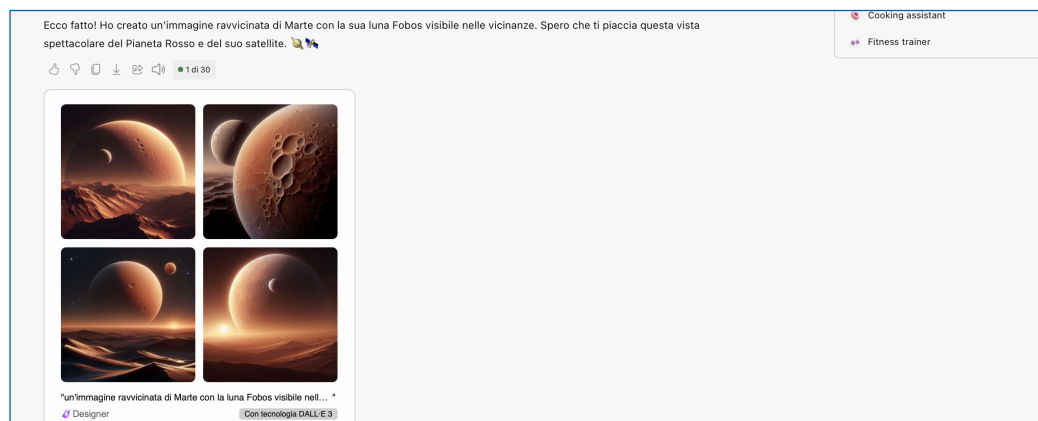 Ecco fatto! Ho creato un'immagine ravvicinata di Marte con la sua luna Fobos visibile nelle vicinanze. Spero che ti piaccia questa vista
spettacolare del Pianeta Rosso e del suo satellite.
1 di 30
"un'immagine ravvicinata di Marte con la luna Fobos visibile nell... "
Designer
Con tecnologia DALL·E 3
Cooking assistant
Fitness trainer